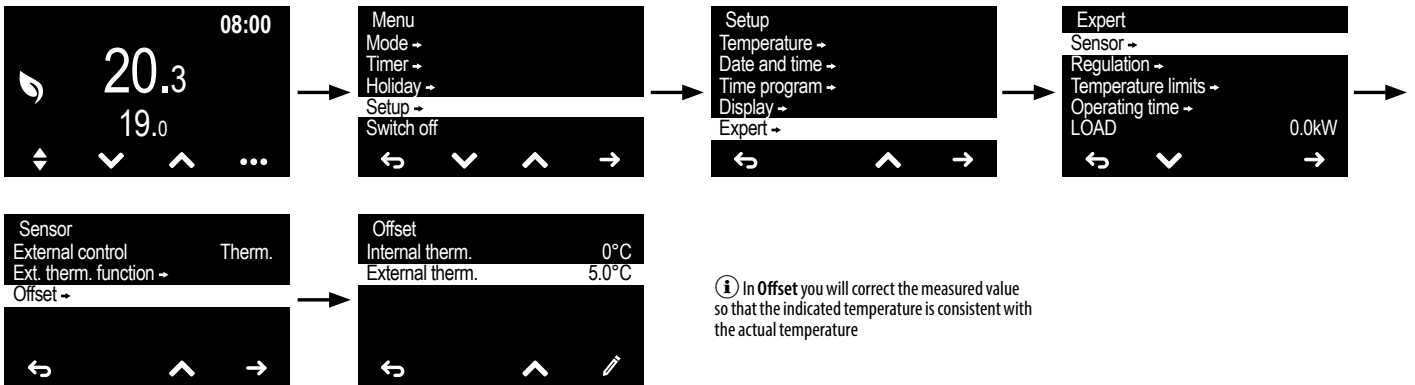 08:00
20.3
19.0
Menu
Mode →
Timer →
Holiday →
Setup →
Switch off
Setup
Temperature →
Date and time →
Time program →
Display →
Expert →
Expert
Sensor →
Regulation →
Temperature limits →
Operating time →
LOAD 0.0kW
Sensor
External control Therm.
Ext. therm. function →
Offset →
Offset
Internal therm. 0°C
External therm. 5.0°C
i In Offset you will correct the measured value
so that the indicated temperature is consistent with
the actual temperature